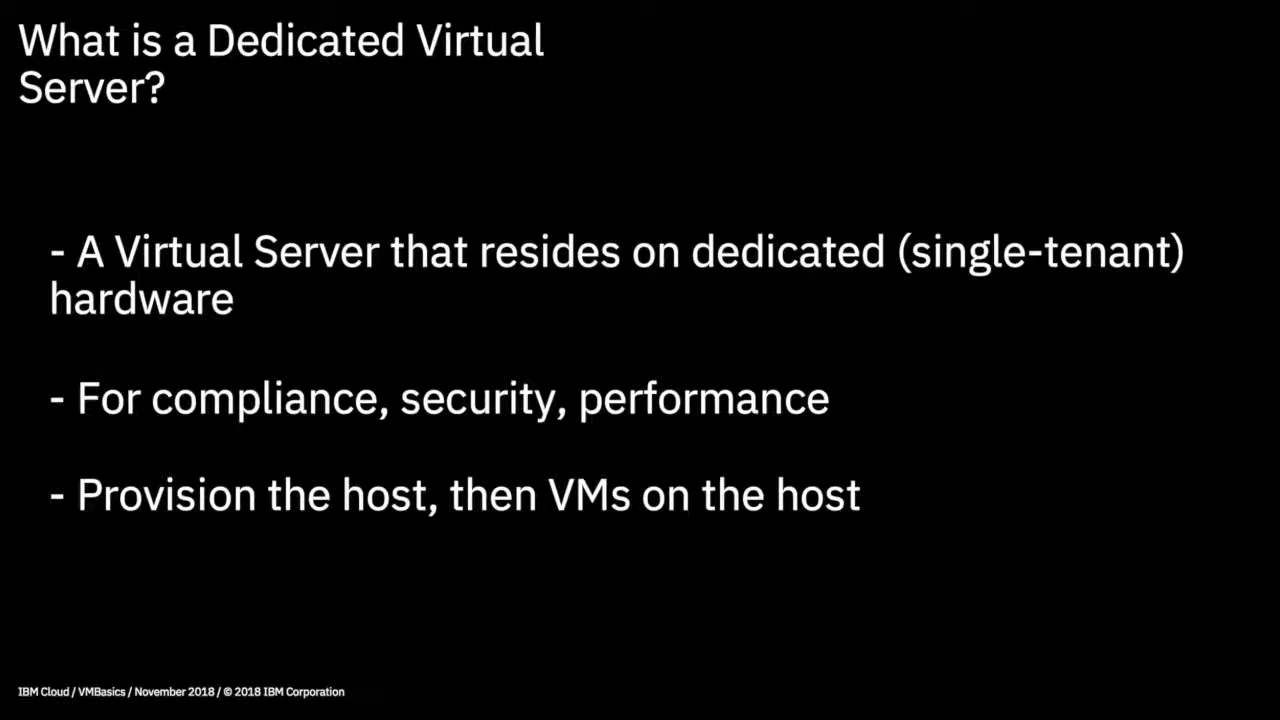 What is a Dedicated Virtual
Server?
- A Virtual Server that resides on dedicated (single-tenant)
hardware
- For compliance, security, performance
- Provision the host, then VMs on the host
IBM Cloud / VMBasics / November 2018 / © 2018 IBM Corporation